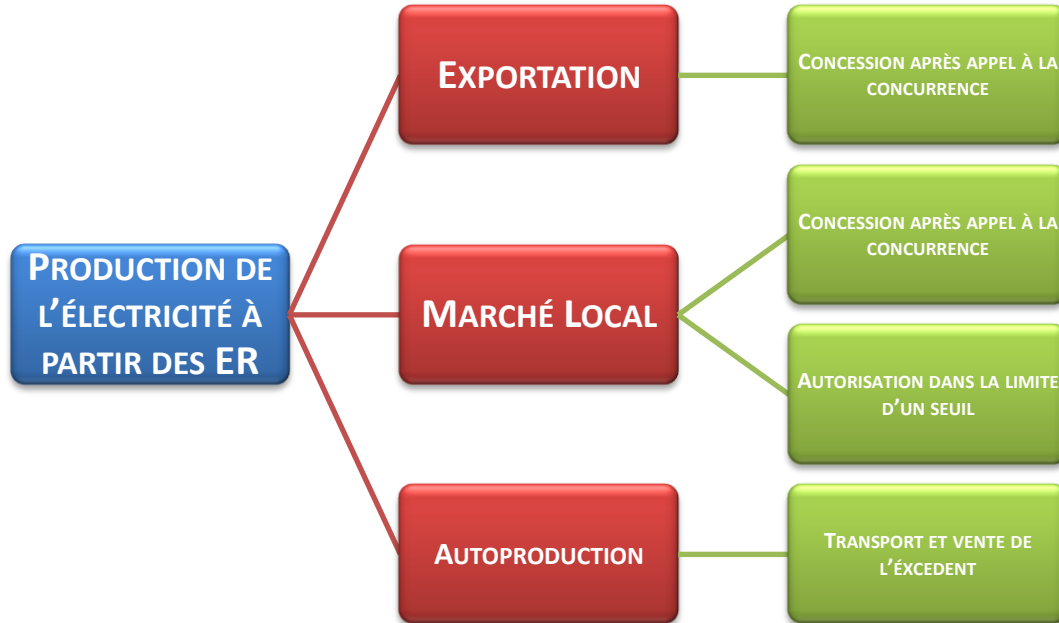 PRODUCTION DE
L'ÉLECTRICITÉ À
PARTIR DES ER
EXPORTATION
CONCESSION APRÈS APPEL À LA
CONCURRENCE
MARCHÉ LOCAL
CONCESSION APRÈS APPEL À LA
CONCURRENCE
AUTORISATION DANS LA LIMITE
D'UN SEUIL
AUTOPRODUCTION
TRANSPORT ET VENTE DE
L'ÉXCEDENT